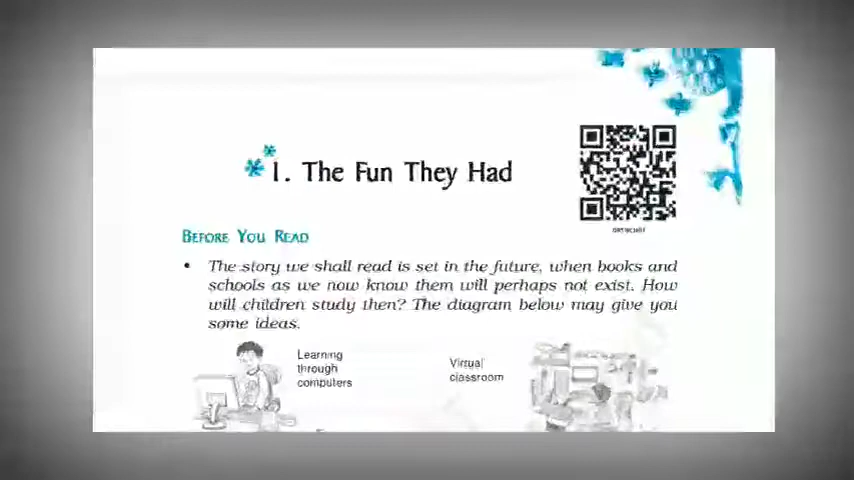 1. The Fun They Had
BEFORE YOU READ
• The story we shall read is set in the future, when books and
schools as we now know them will perhaps not exist. How
will children study then? The diagram below may give you
some ideas.
Learning
through
computers
Virtual
classroom